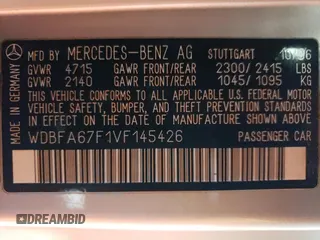 MERCEDES-BENZ AG STUTTGART 10/96
GVWR 4715 GAWR FRONT/REAR 2300/2415 LBS
GVWR 2140 GAWR FRONT/REAR 1045/1095 KG
THIS VEHICLE CONFORMS TO ALL APPLICABLE U.S. FEDERAL MOTOR
VEHICLE SAFETY, BUMPER, AND THEFT PREVENTION STANDARDS IN
EFFECT ON THE DATE OF MANUFACTURE SHOWN ABOVE.
WDBFA67F1VF145426 PASSENGER CAR
MADE IN GERMANY
DREAMBID